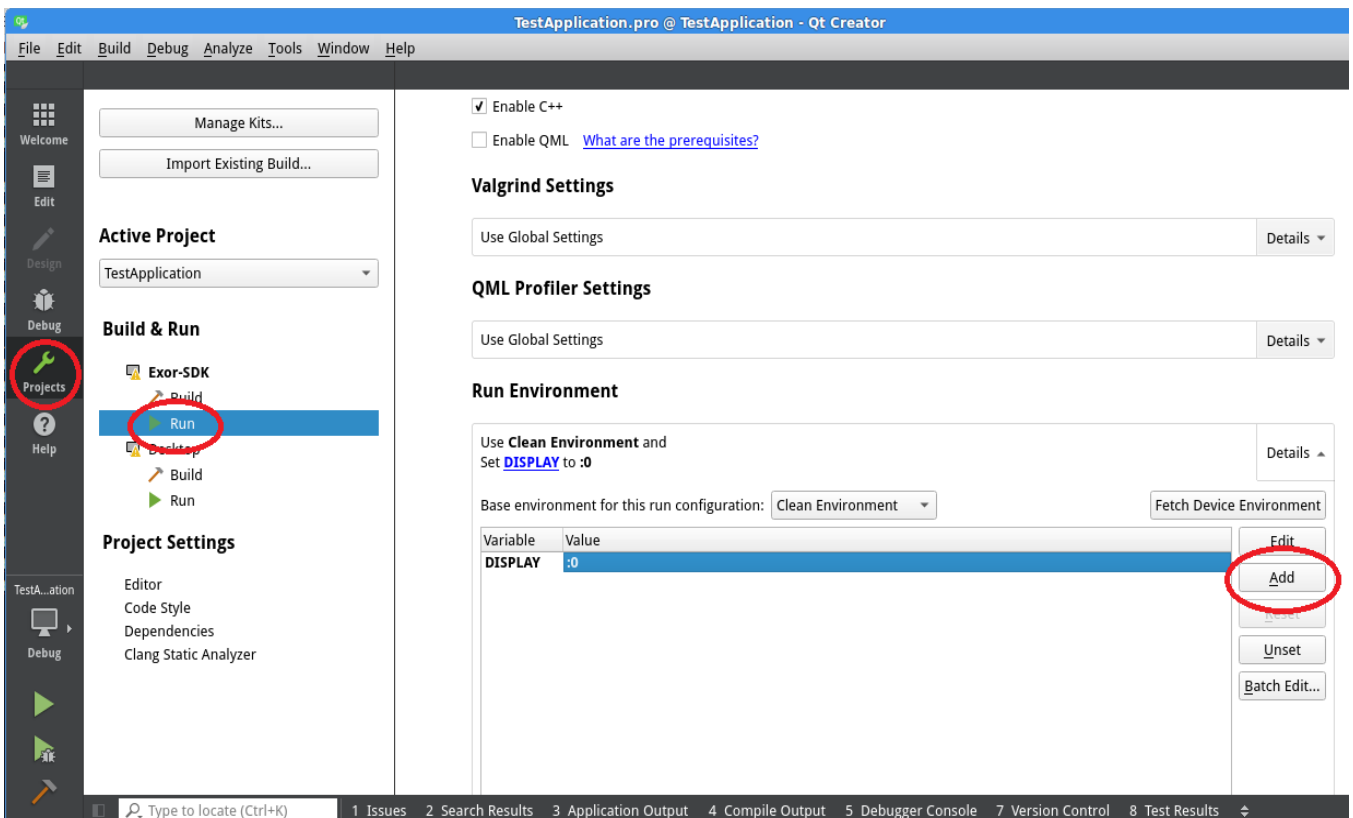 TestApplication.pro @ TestApplication - Qt Creator
File Edit Build Debug Analyze Tools Window Help
Welcome
Edit
Design
Debug
Projects
Help
TestA...ation
Debug
Manage Kits...
Import Existing Build...
Active Project
TestApplication
Build & Run
Exor-SDK
Build
Run
Desktop
Build
Run
Project Settings
Editor
Code Style
Dependencies
Clang Static Analyzer
Enable C++
Enable QML What are the prerequisites?
Valgrind Settings
Use Global Settings Details
QML Profiler Settings
Use Global Settings Details
Run Environment
Use Clean Environment and
Set DISPLAY to :0
Details
Base environment for this run configuration: Clean Environment Fetch Device Environment
Variable Value
DISPLAY :0
Edit
Add
Reset
Unset
Batch Edit...
Type to locate (Ctrl+K) 1 Issues 2 Search Results 3 Application Output 4 Compile Output 5 Debugger Console 7 Version Control 8 Test Results